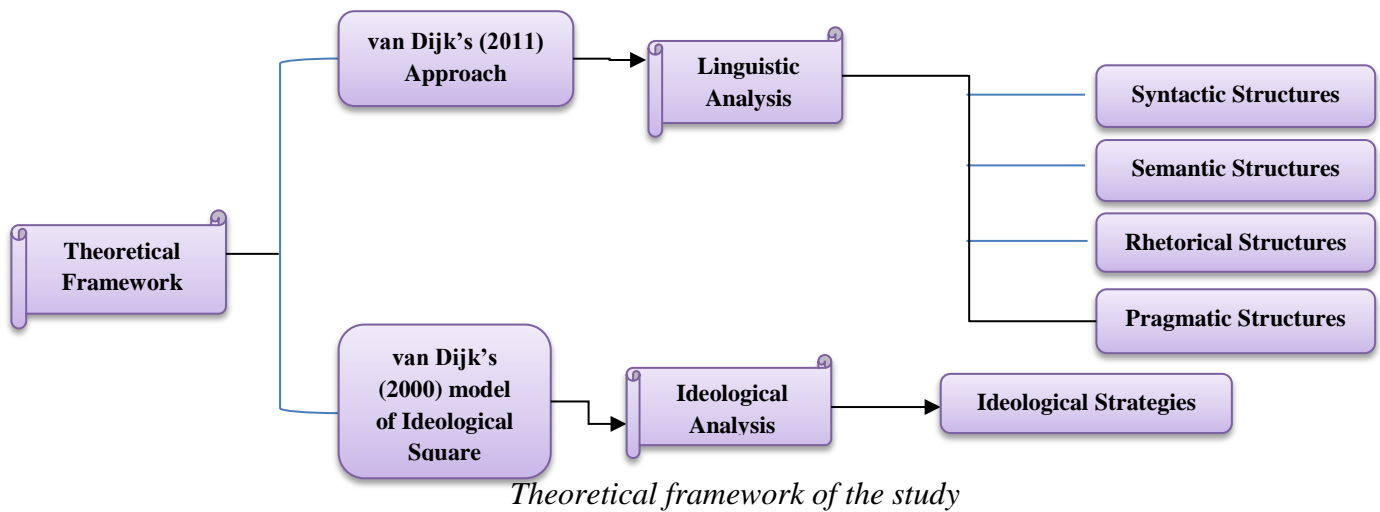 van Dijk’s (2011)
Approach
Linguistic
Analysis
Syntactic Structures
Semantic Structures
Rhetorical Structures
Pragmatic Structures
Theoretical
Framework
van Dijk’s
(2000) model
of Ideological
Square
Ideological
Analysis
Ideological Strategies
Theoretical framework of the study